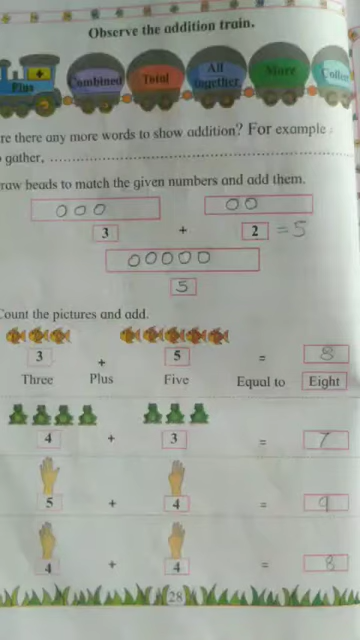 Observe the addition train.
Plus Combined Total All together More
re there any more words to show addition? For example
gather, ..........
raw beads to match the given numbers and add them.
3 + 2 = 5
5
Count the pictures and add.
3 + 5 = 8
Three Plus Five Equal to Eight
4 + 3 = 7
5 + 4 = 9
4 + 4 = 8
28